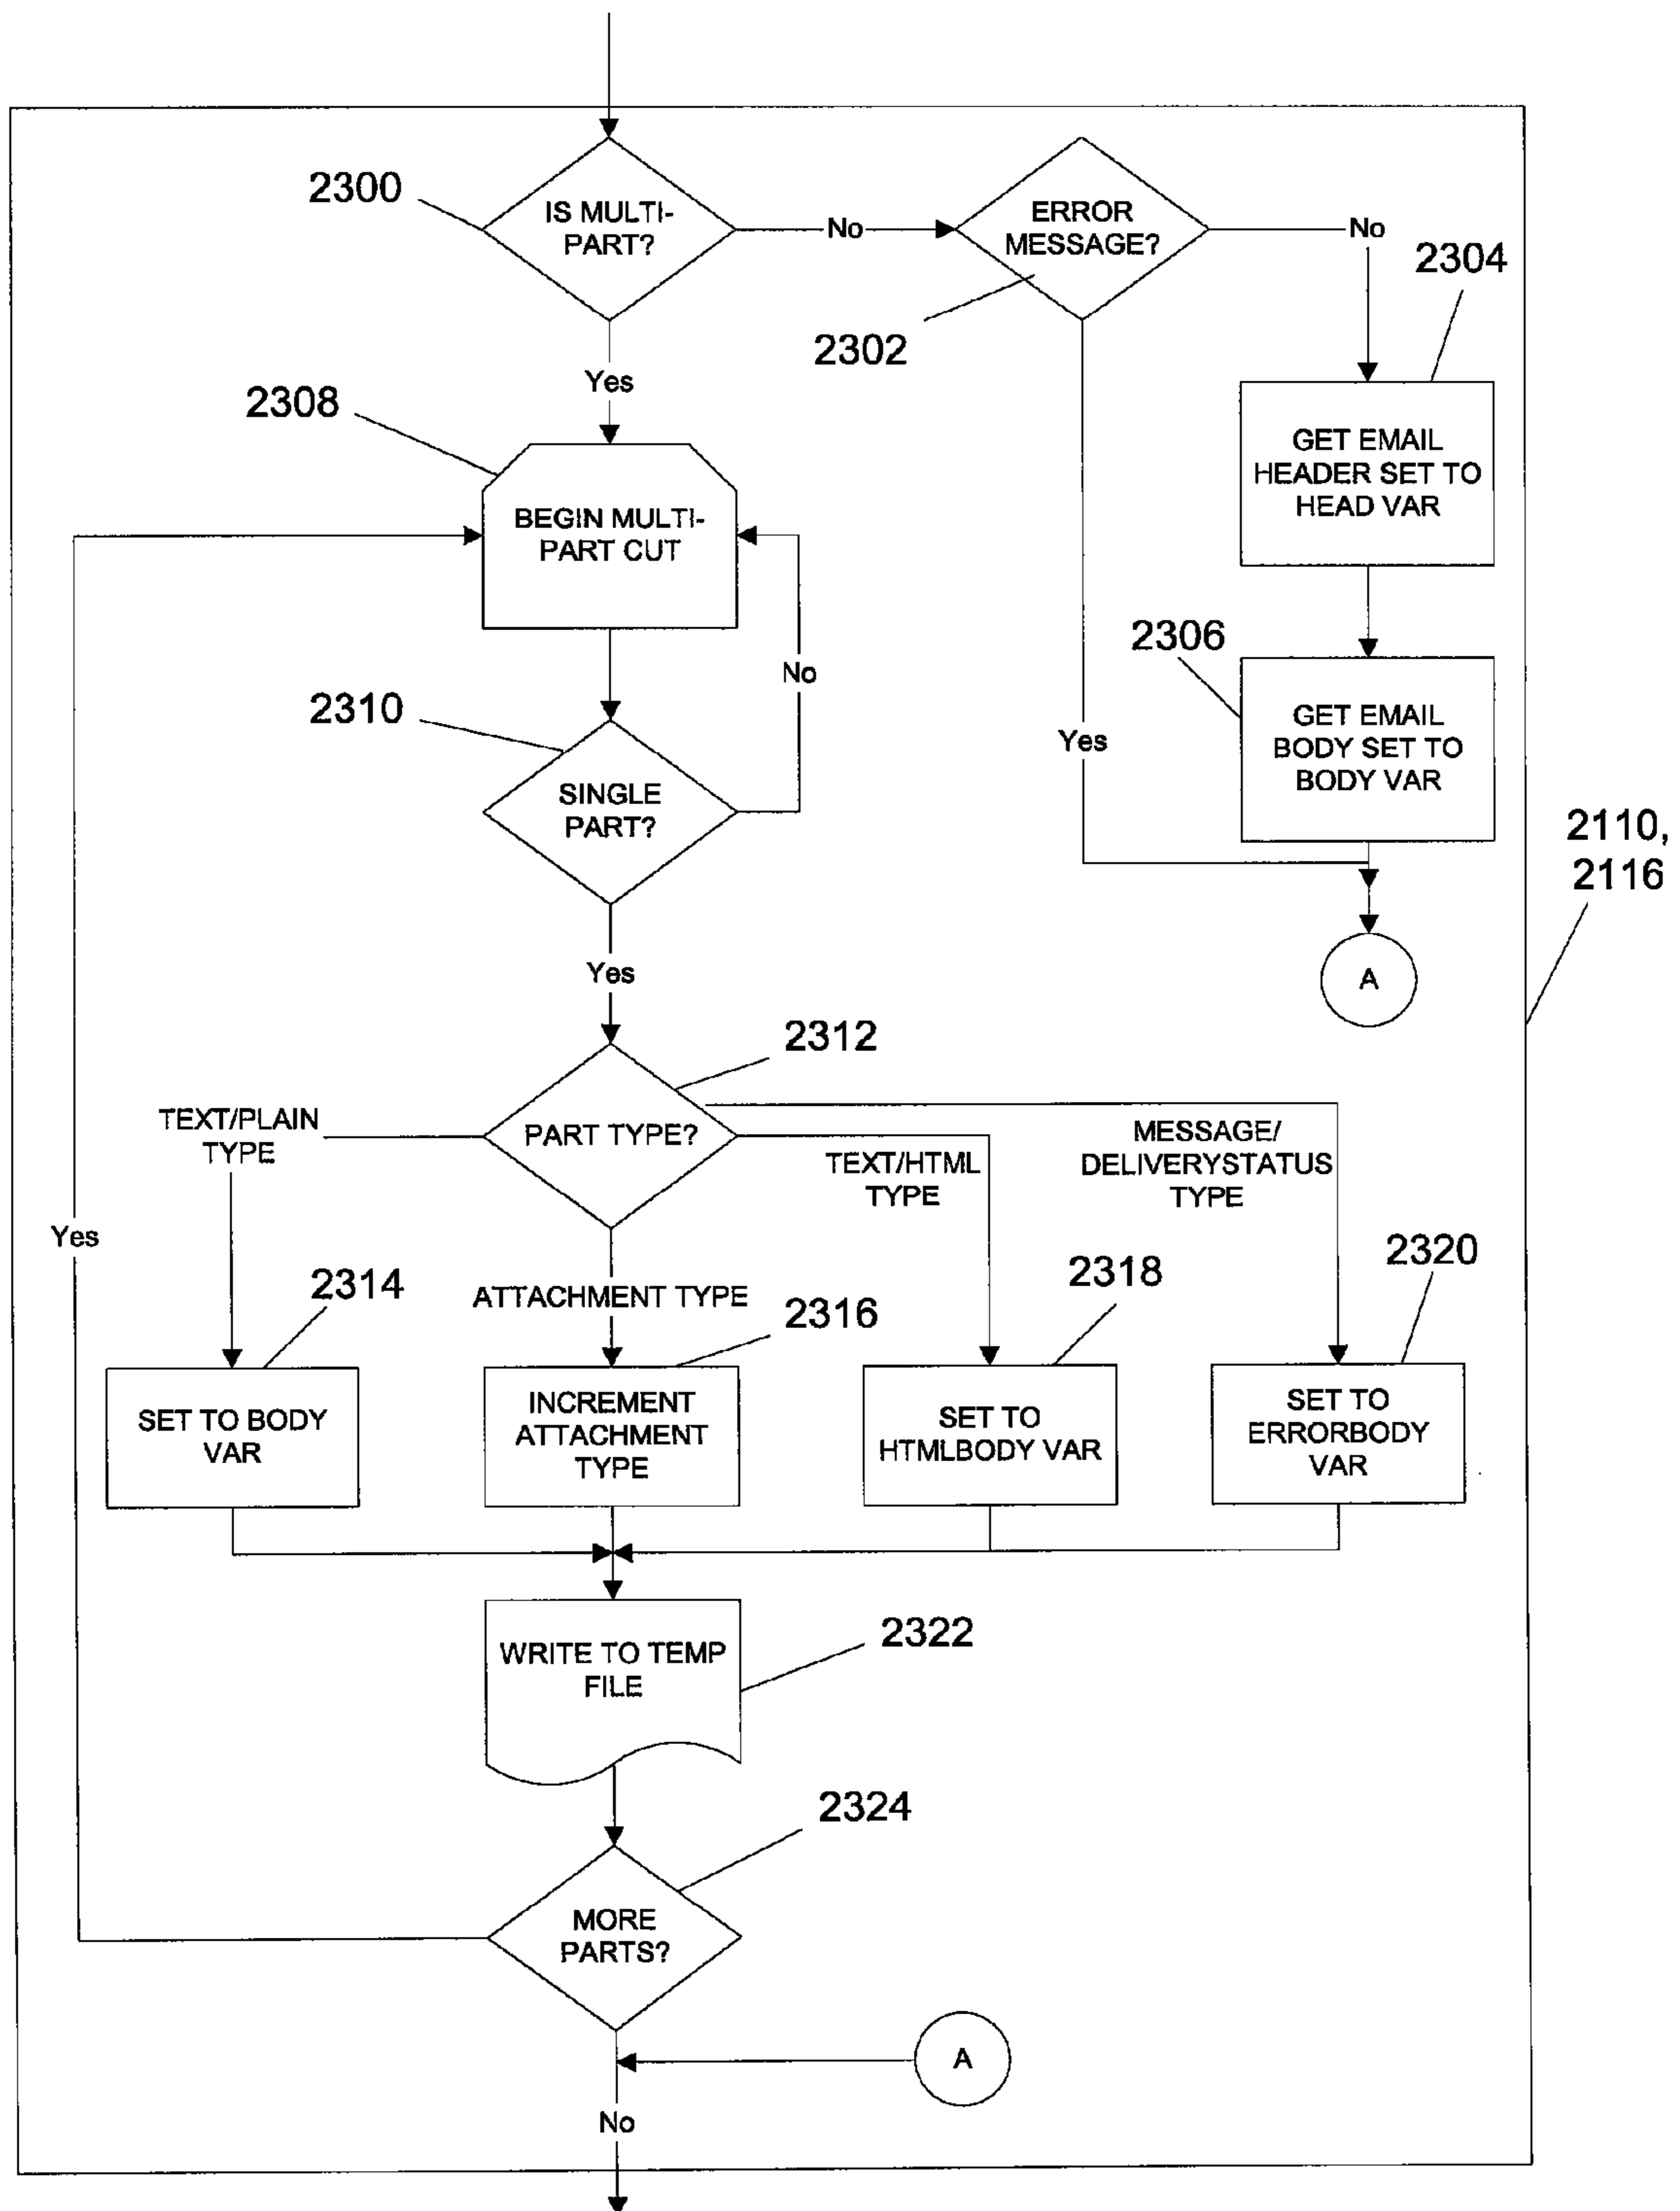 2300
IS MULTI-
PART?
No
ERROR
MESSAGE?
No
2302
2304
Yes
2308
GET EMAIL
HEADER SET TO
HEAD VAR
BEGIN MULTI-
PART CUT
No
2306
2310
GET EMAIL
BODY SET TO
BODY VAR
Yes
SINGLE
PART?
2110,
2116
Yes
A
2312
TEXT/PLAIN
TYPE
PART TYPE?
TEXT/HTML
TYPE
MESSAGE/
DELIVERYSTATUS
TYPE
Yes
2314
ATTACHMENT TYPE
2316
2318
2320
SET TO BODY
VAR
INCREMENT
ATTACHMENT
TYPE
SET TO
HTMLBODY VAR
SET TO
ERRORBODY
VAR
WRITE TO TEMP
FILE
2322
2324
MORE
PARTS?
A
No